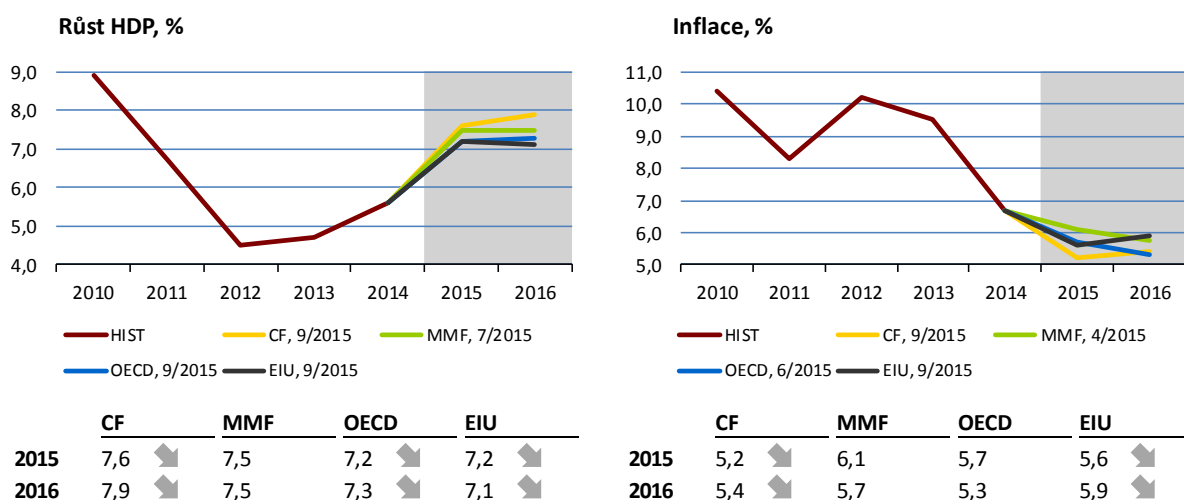 Růst HDP, %
9,0
8,0
7,0
6,0
5,0
4,0
2010 2011 2012 2013 2014 2015 2016
HIST CF, 9/2015 MMF, 7/2015
OECD, 9/2015 EIU, 9/2015
CF MMF OECD EIU
2015 7,6 7,5 7,2 7,2
2016 7,9 7,5 7,3 7,1
Inflace, %
11,0
10,0
9,0
8,0
7,0
6,0
5,0
2010 2011 2012 2013 2014 2015 2016
HIST CF, 9/2015 MMF, 4/2015
OECD, 6/2015 EIU, 9/2015
CF MMF OECD EIU
2015 5,2 6,1 5,7 5,6
2016 5,4 5,7 5,3 5,9